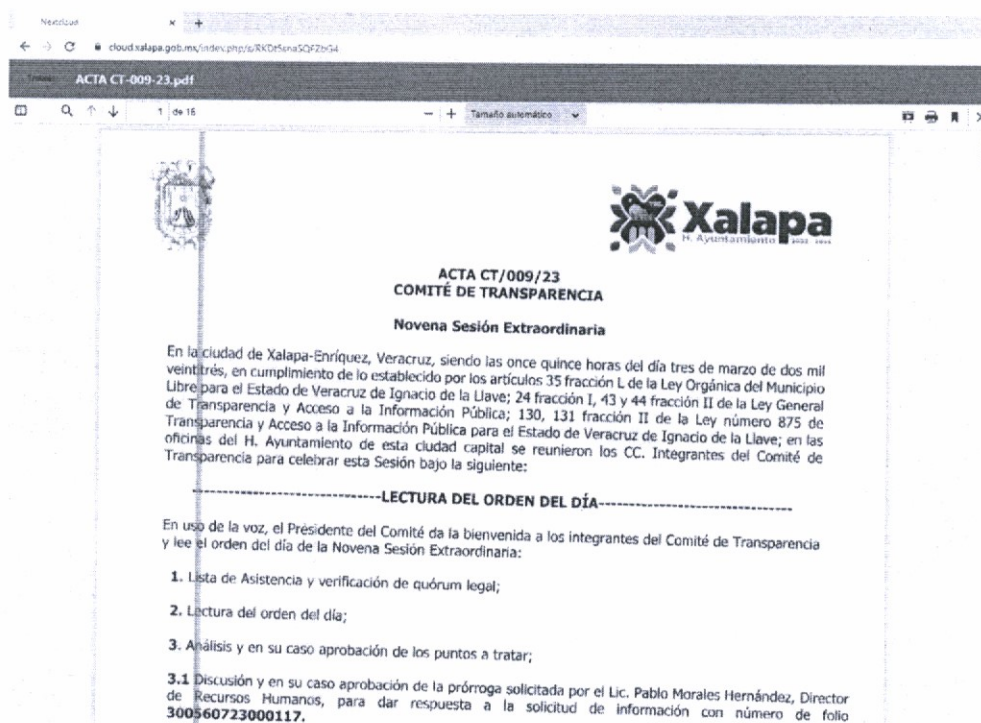 Nextcloud
cloud.xalapa.gob.mx/index.php/s/
ACTA CT-009-23.pdf
1 de 16
Tamaño automático
Xalapa
H. Ayuntamiento
ACTA CT/009/23
COMITÉ DE TRANSPARENCIA
Novena Sesión Extraordinaria
En la ciudad de Xalapa-Enríquez, Veracruz, siendo las once quince horas del día tres de marzo de dos mil
veintitrés, en cumplimiento de lo establecido por los artículos 35 fracción L de la Ley Orgánica del Municipio
Libre para el Estado de Veracruz de Ignacio de la Llave; 24 fracción I, 43 y 44 fracción II de la Ley General
de Transparencia y Acceso a la Información Pública; 130, 131 fracción II de la Ley número 875 de
Transparencia y Acceso a la Información Pública para el Estado de Veracruz de Ignacio de la Llave; en las
oficinas del H. Ayuntamiento de esta ciudad capital se reunieron los CC. Integrantes del Comité de
Transparencia para celebrar esta Sesión bajo la siguiente:
-------------------------------LECTURA DEL ORDEN DEL DÍA-------------------------------
En uso de la voz, el Presidente del Comité da la bienvenida a los integrantes del Comité de Transparencia
y lee el orden del día de la Novena Sesión Extraordinaria:
1. Lista de Asistencia y verificación de quórum legal;
2. Lectura del orden del día;
3. Análisis y en su caso aprobación de los puntos a tratar;
3.1 Discusión y en su caso aprobación de la prórroga solicitada por el Lic. Pablo Morales Hernández, Director
de Recursos Humanos, para dar respuesta a la solicitud de información con número de folio
300560723000117.